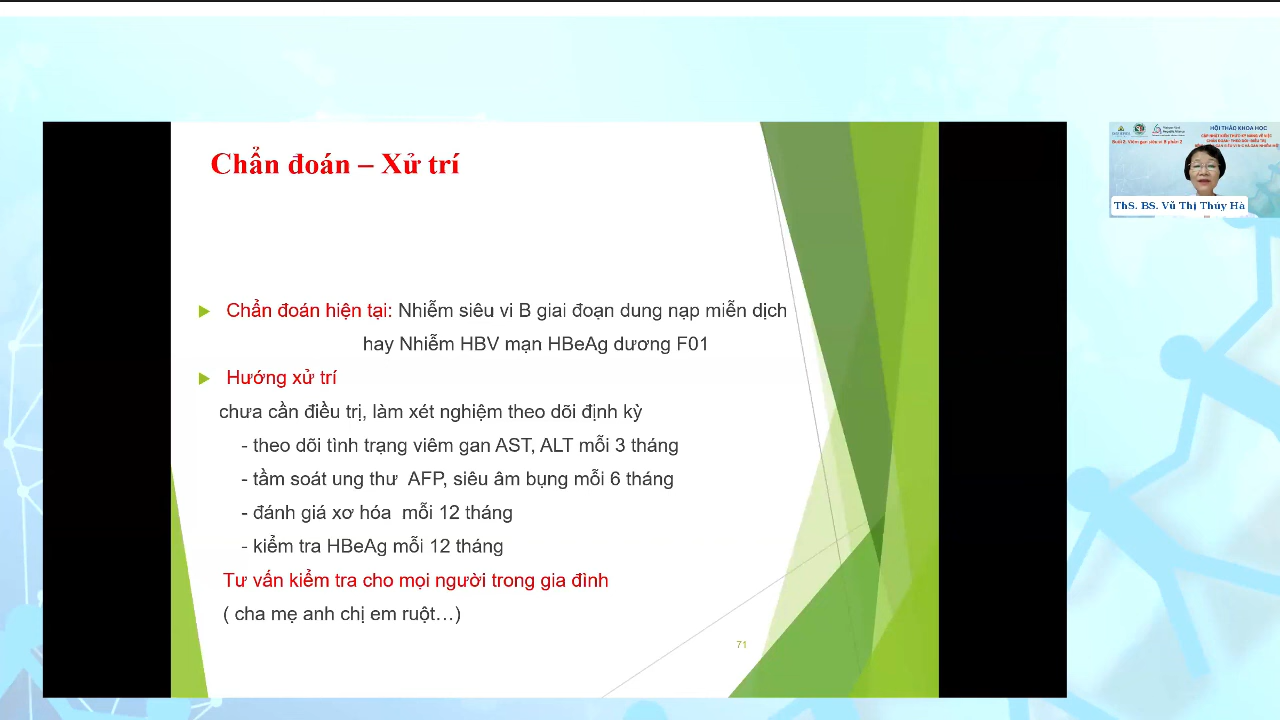 Chẩn đoán – Xử trí
Chẩn đoán hiện tại: Nhiễm siêu vi B giai đoạn dung nạp miễn dịch
hay Nhiễm HBV mạn HBeAg dương F01
Hướng xử trí
chưa cần điều trị, làm xét nghiệm theo dõi định kỳ
- theo dõi tình trạng viêm gan AST, ALT mỗi 3 tháng
- tầm soát ung thư AFP, siêu âm bụng mỗi 6 tháng
- đánh giá xơ hóa mỗi 12 tháng
- kiểm tra HBeAg mỗi 12 tháng
Tư vấn kiểm tra cho mọi người trong gia đình
( cha mẹ anh chị em ruột…)
71
HỘI THẢO KHOA HỌC
ThS. BS. Vũ Thị Thúy Hà